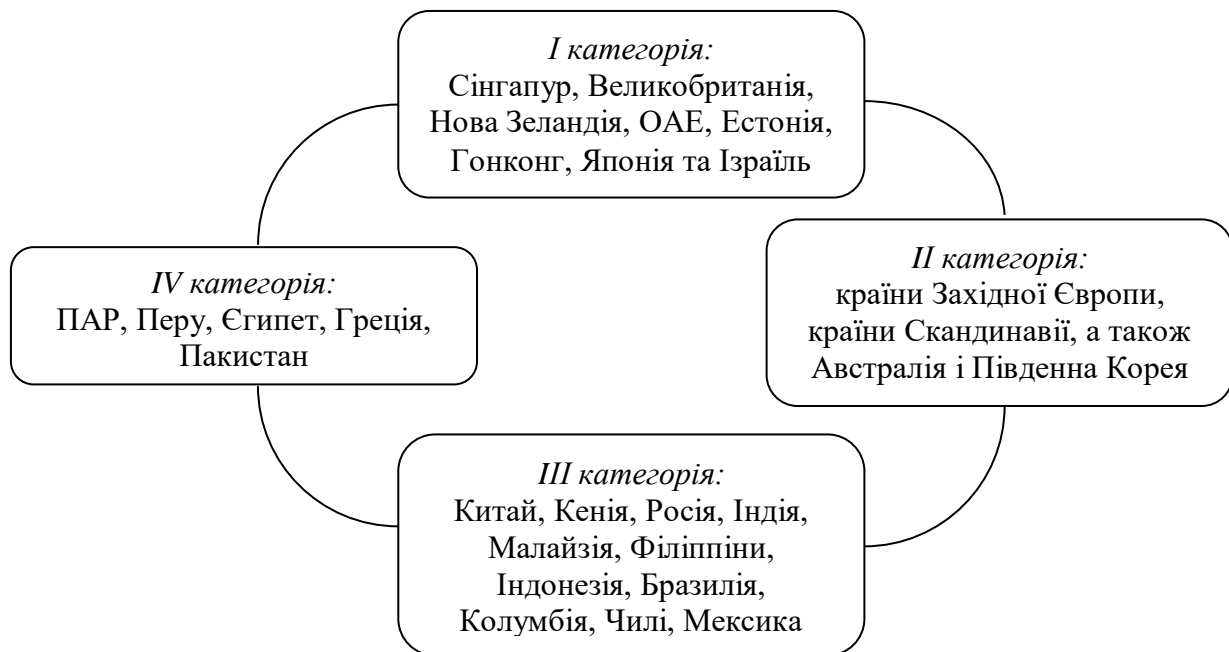 I категорія:
Сінгапур, Великобританія,
Нова Зеландія, ОАЕ, Естонія,
Гонконг, Японія та Ізраїль
IV категорія:
ПАР, Перу, Єгипет, Греція,
Пакистан
II категорія:
країни Західної Європи,
країни Скандинавії, а також
Австралія і Південна Корея
III категорія:
Китай, Кенія, Росія, Індія,
Малайзія, Філіппіни,
Індонезія, Бразилія,
Колумбія, Чилі, Мексика